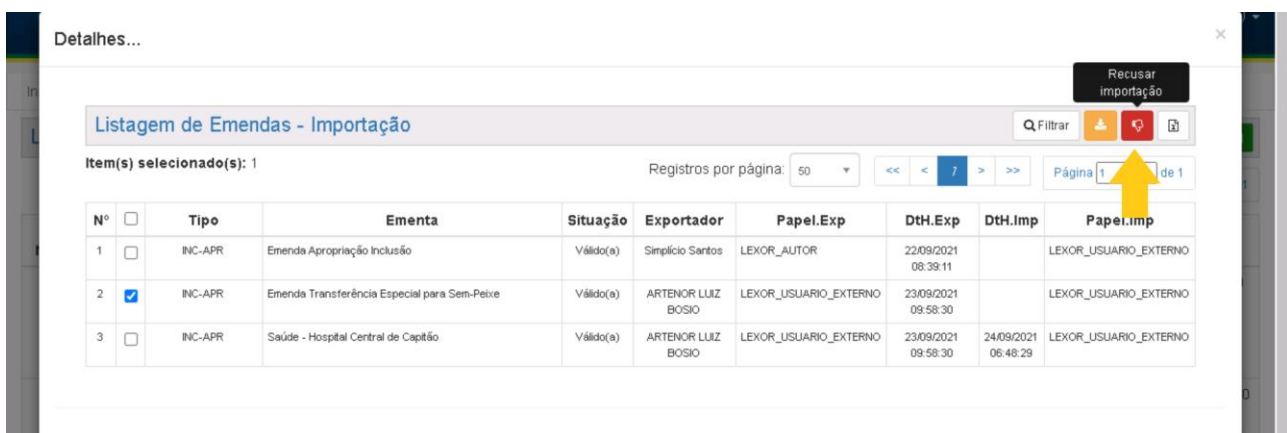 Detalhes...
×
Recusar
importação
Listagem de Emendas - Importação
Filtrar
Item(s) selecionado(s): 1
Registros por página: 50
<< < 1 > >>
Página 1 de 1
N° Tipo Ementa Situação Exportador Papel.Exp DtH.Exp DtH.Imp Papel.Imp
1 INC-APR Emenda Apropriação Inclusão Válido(a) Simplício Santos LEXOR_AUTOR 22/09/2021 LEXOR_USUARIO_EXTERNO
08:39:11
2 INC-APR Emenda Transferência Especial para Sem-Peixe Válido(a) ARTENOR LUIZ LEXOR_USUARIO_EXTERNO 23/09/2021 LEXOR_USUARIO_EXTERNO
BOSIO 09:58:30
3 INC-APR Saúde - Hospital Central de Capitão Válido(a) ARTENOR LUIZ LEXOR_USUARIO_EXTERNO 23/09/2021 24/09/2021 LEXOR_USUARIO_EXTERNO
BOSIO 09:58:30 06:48:29